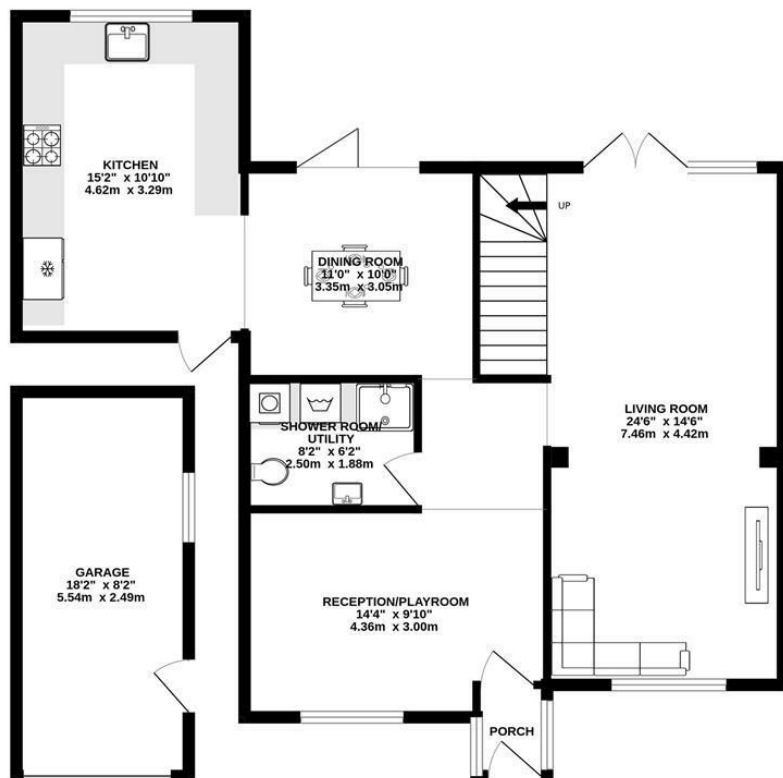 KITCHEN
15'2" x 10'10"
4.62m x 3.29m
UP
DINING ROOM
11'0" x 10'0"
3.35m x 3.05m
LIVING ROOM
24'6" x 14'6"
7.46m x 4.42m
SHOWER ROOM/
UTILITY
8'2" x 6'2"
2.50m x 1.88m
GARAGE
18'2" x 8'2"
5.54m x 2.49m
RECEPTION/PLAYROOM
14'4" x 9'10"
4.36m x 3.00m
PORCH